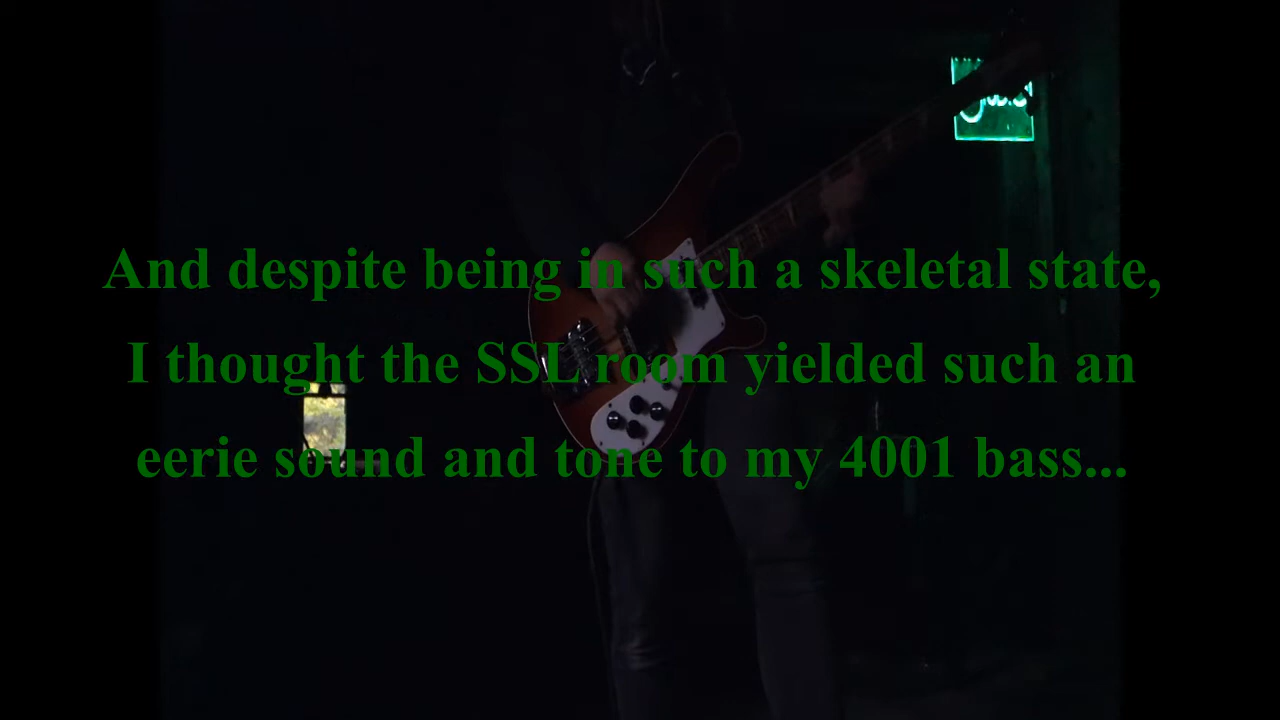 And despite being in such a skeletal state,
I thought the SSL room yielded such an
eerie sound and tone to my 4001 bass...